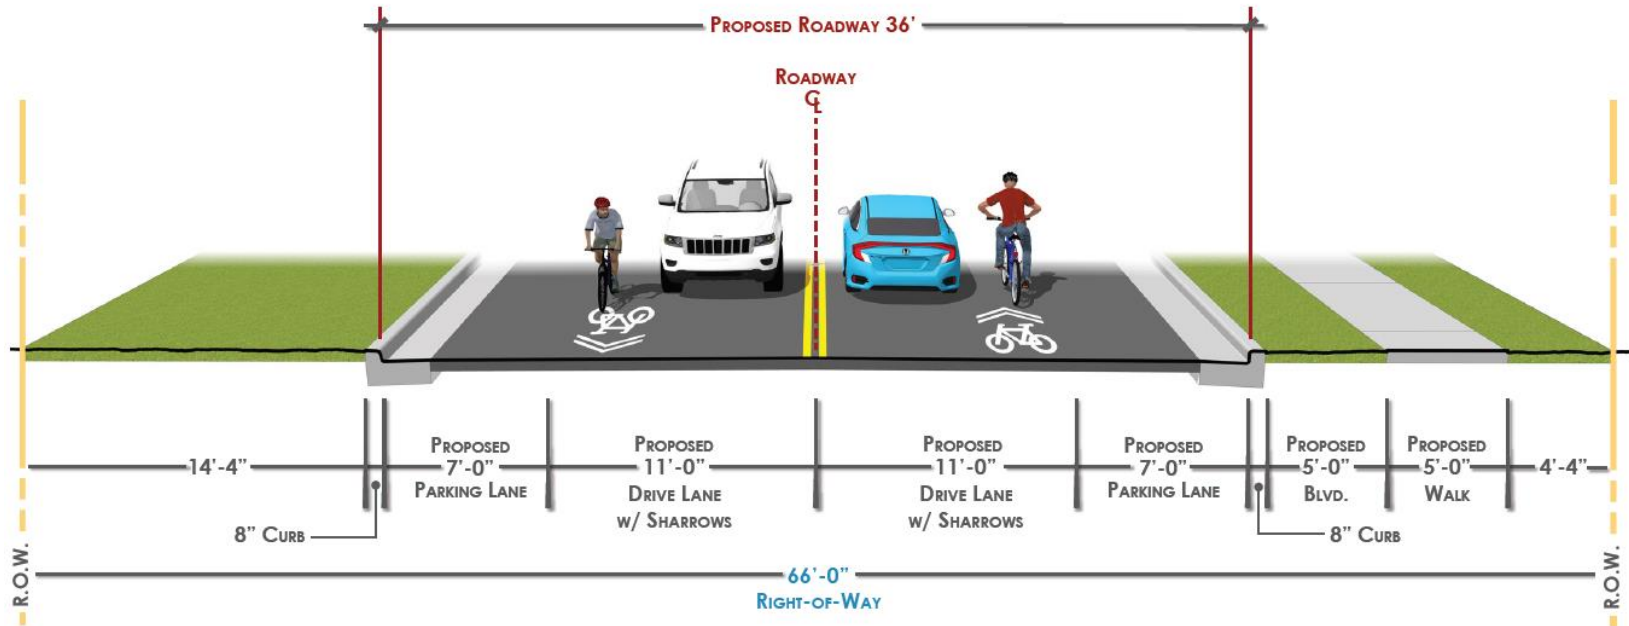 PROPOSED ROADWAY 36'
ROADWAY
℄
14'-4"
PROPOSED
7'-0"
PARKING LANE
PROPOSED
11'-0"
DRIVE LANE
W/ SHARROWS
PROPOSED
11'-0"
DRIVE LANE
W/ SHARROWS
PROPOSED
7'-0"
PARKING LANE
PROPOSED
5'-0"
BLVD.
PROPOSED
5'-0"
WALK
4'-4"
8" CURB
8" CURB
R.O.W.
66'-0"
RIGHT-OF-WAY
R.O.W.